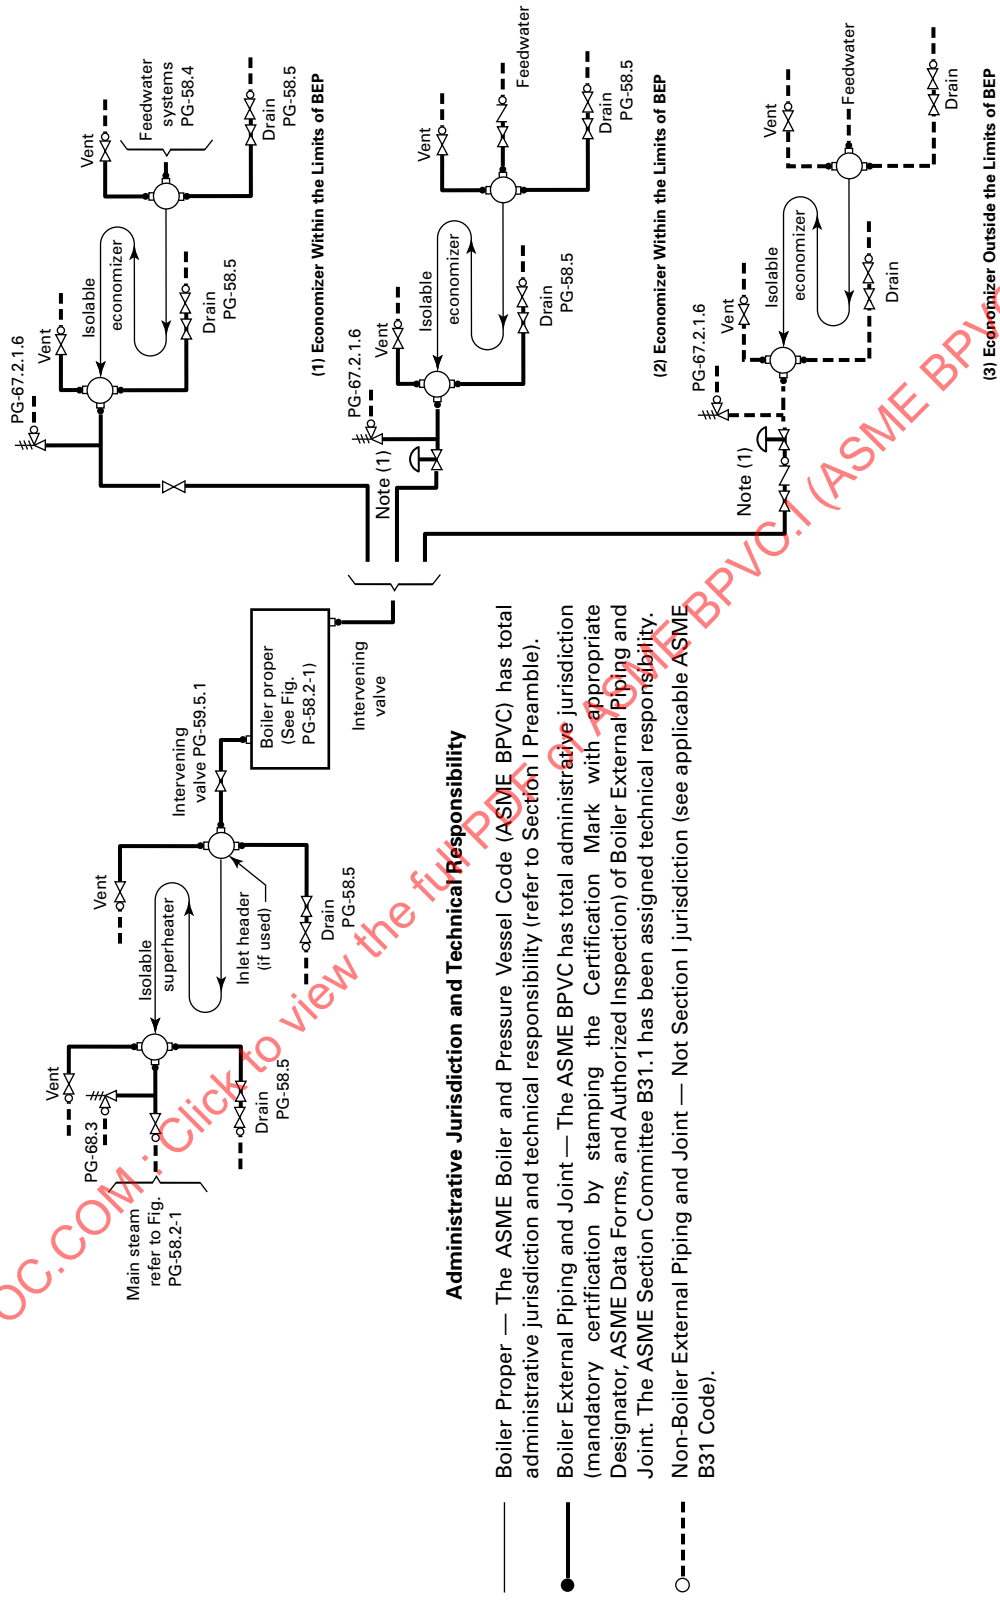 Main steam
refer to Fig.
PG-58.2-1
PG-68.3
Vent
Drain
PG-58.5
Isolable
superheater
Inlet header
(if used)
Vent
Drain
PG-58.5
Intervening
valve PG-59.5.1
Boiler proper
(See Fig.
PG-58.2-1)
Intervening
valve
PG-67.2.1.6
Vent
Isolable
economizer
Drain
PG-58.5
Vent
Feedwater
systems
PG-58.4
Drain
PG-58.5
(1) Economizer Within the Limits of BEP
Note (1)
PG-67.2.1.6
Vent
Isolable
economizer
Drain
PG-58.5
Vent
Feedwater
Drain
PG-58.5
(2) Economizer Within the Limits of BEP
Note (1)
PG-67.2.1.6
Vent
Isolable
economizer
Drain
Vent
Feedwater
Drain
(3) Economizer Outside the Limits of BEP
Administrative Jurisdiction and Technical Responsibility
Boiler Proper — The ASME Boiler and Pressure Vessel Code (ASME BPVC) has total
administrative jurisdiction and technical responsibility (refer to Section I Preamble).
Boiler External Piping and Joint — The ASME BPVC has total administrative jurisdiction
(mandatory certification by stamping the Certification Mark with appropriate
Designator, ASME Data Forms, and Authorized Inspection) of Boiler External Piping and
Joint. The ASME Section Committee B31.1 has been assigned technical responsibility.
Non-Boiler External Piping and Joint — Not Section I jurisdiction (see applicable ASME
B31 Code).
OC.COM : Click to view the full PDF of ASME BPVC.I (ASME BPVC